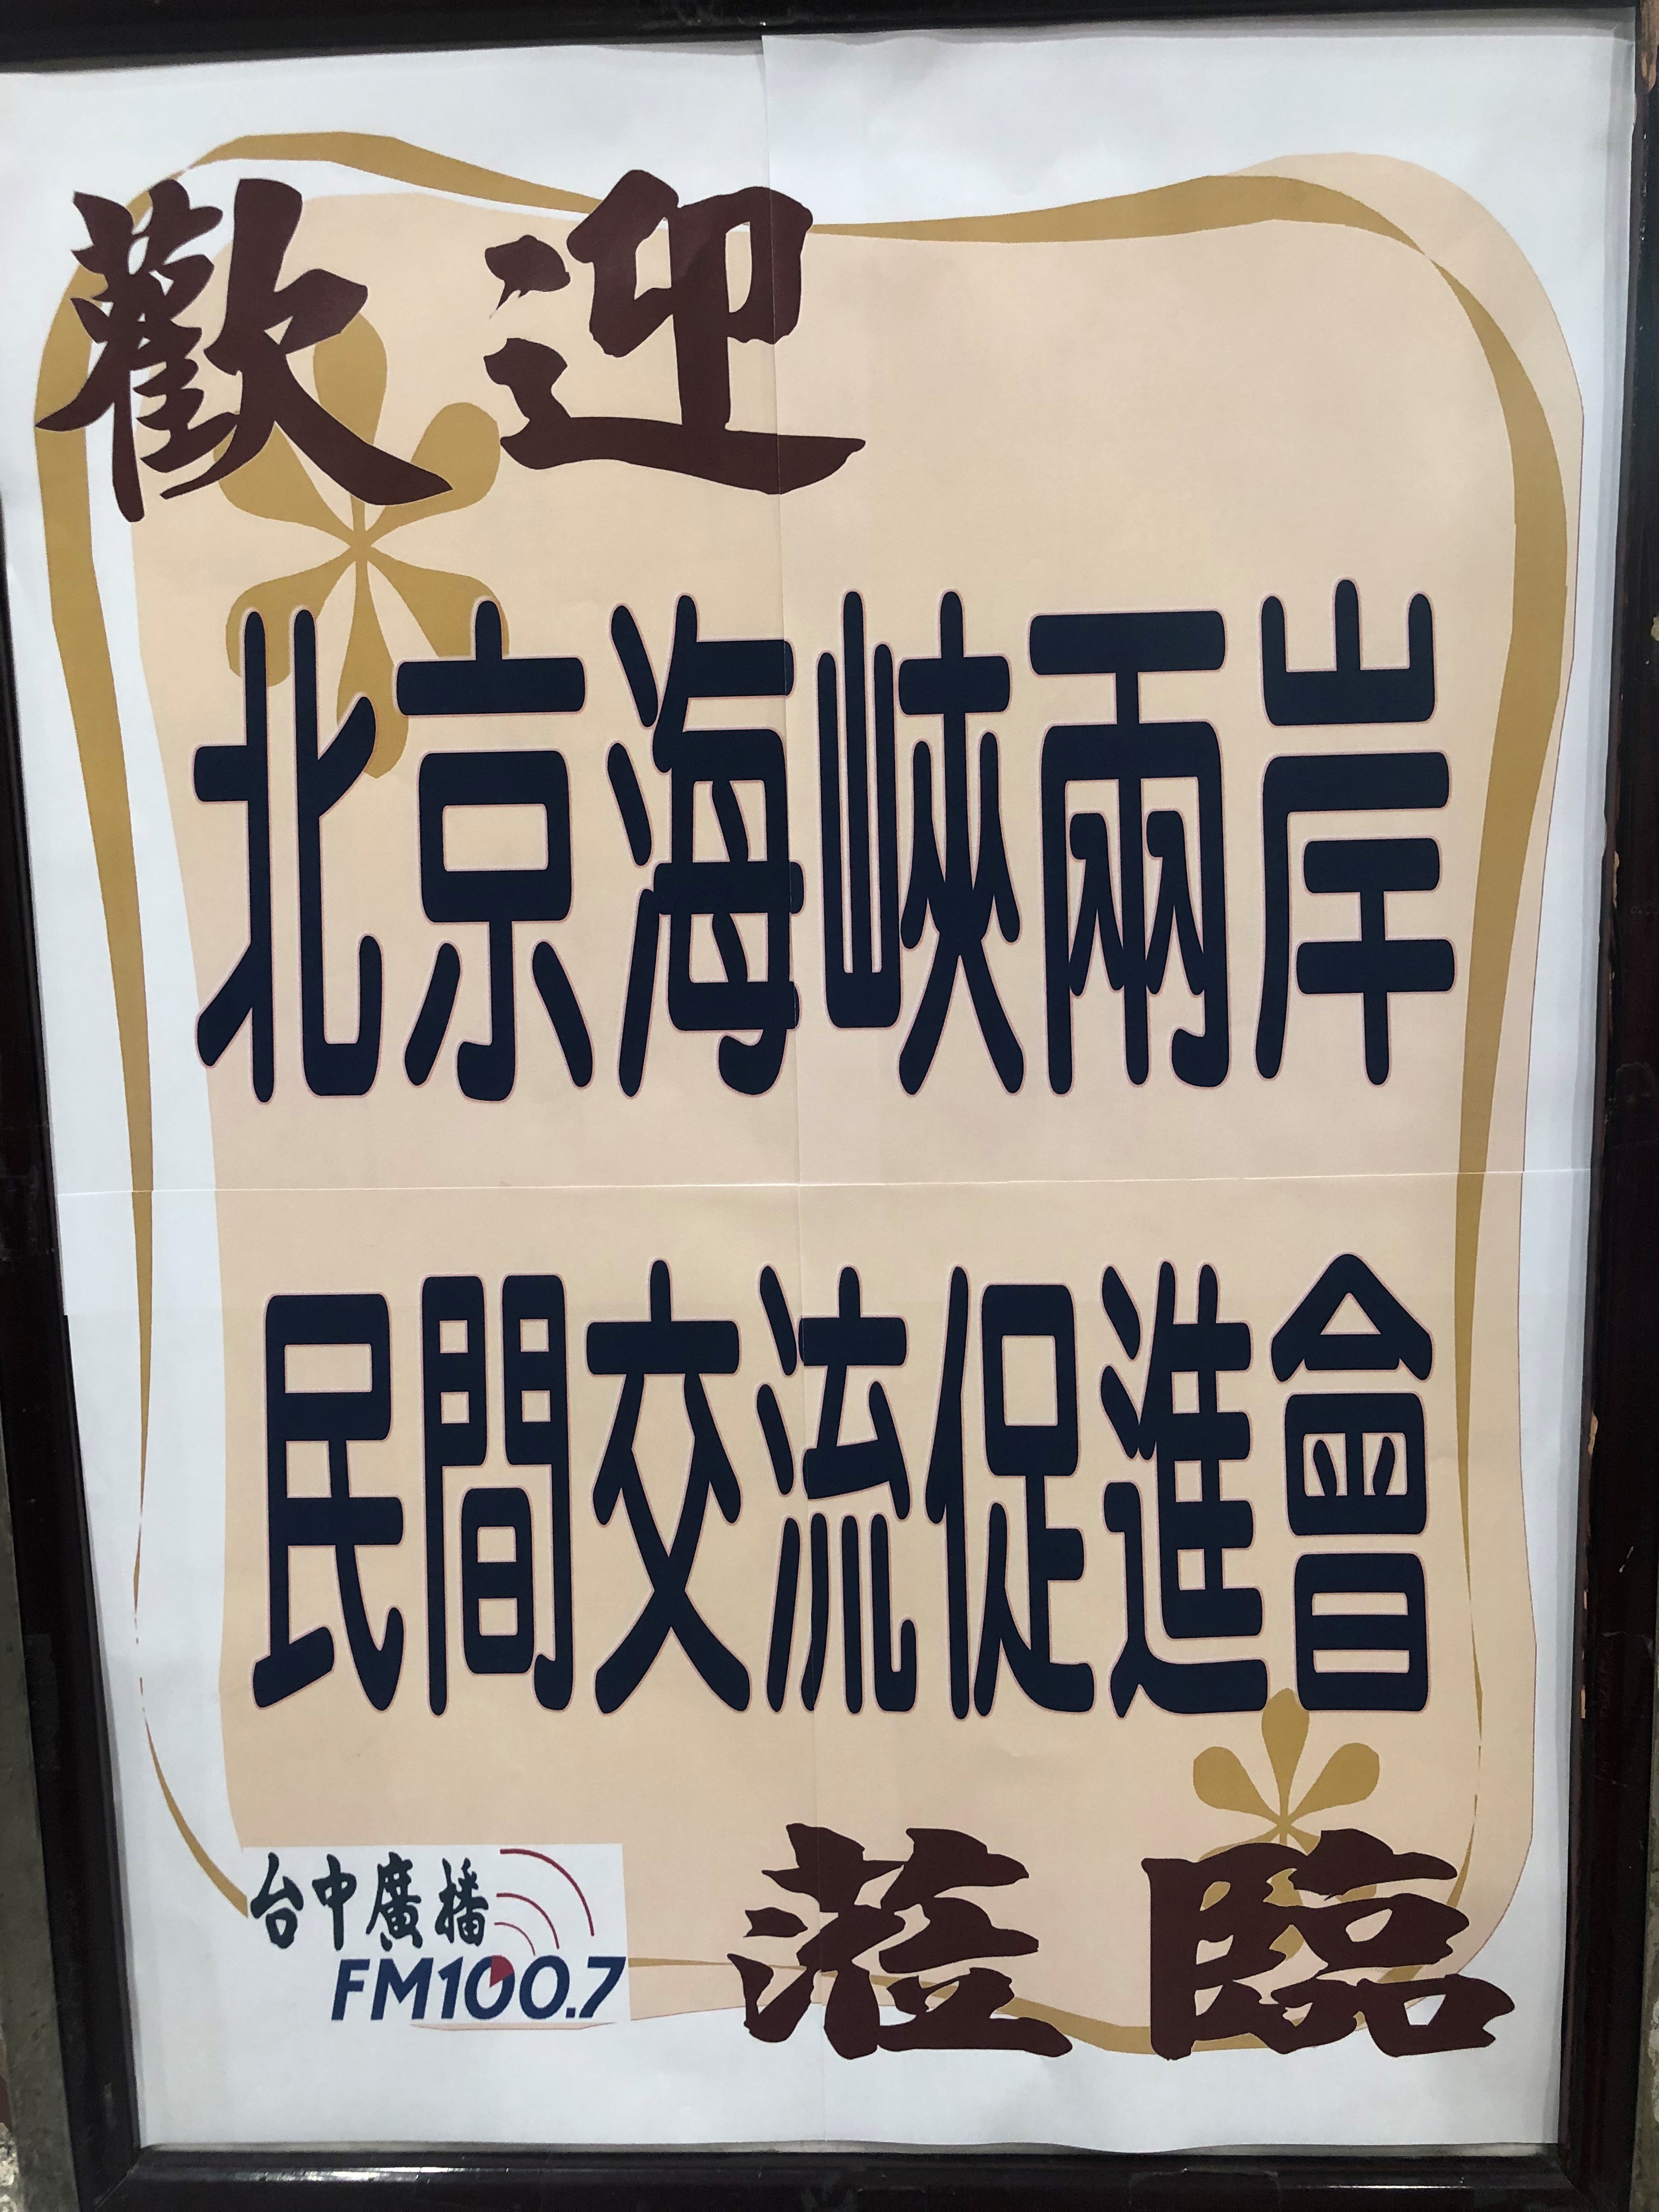 歡迎
北京海峽兩岸
民間交流促進會
蒞臨
台中廣播
FM100.7